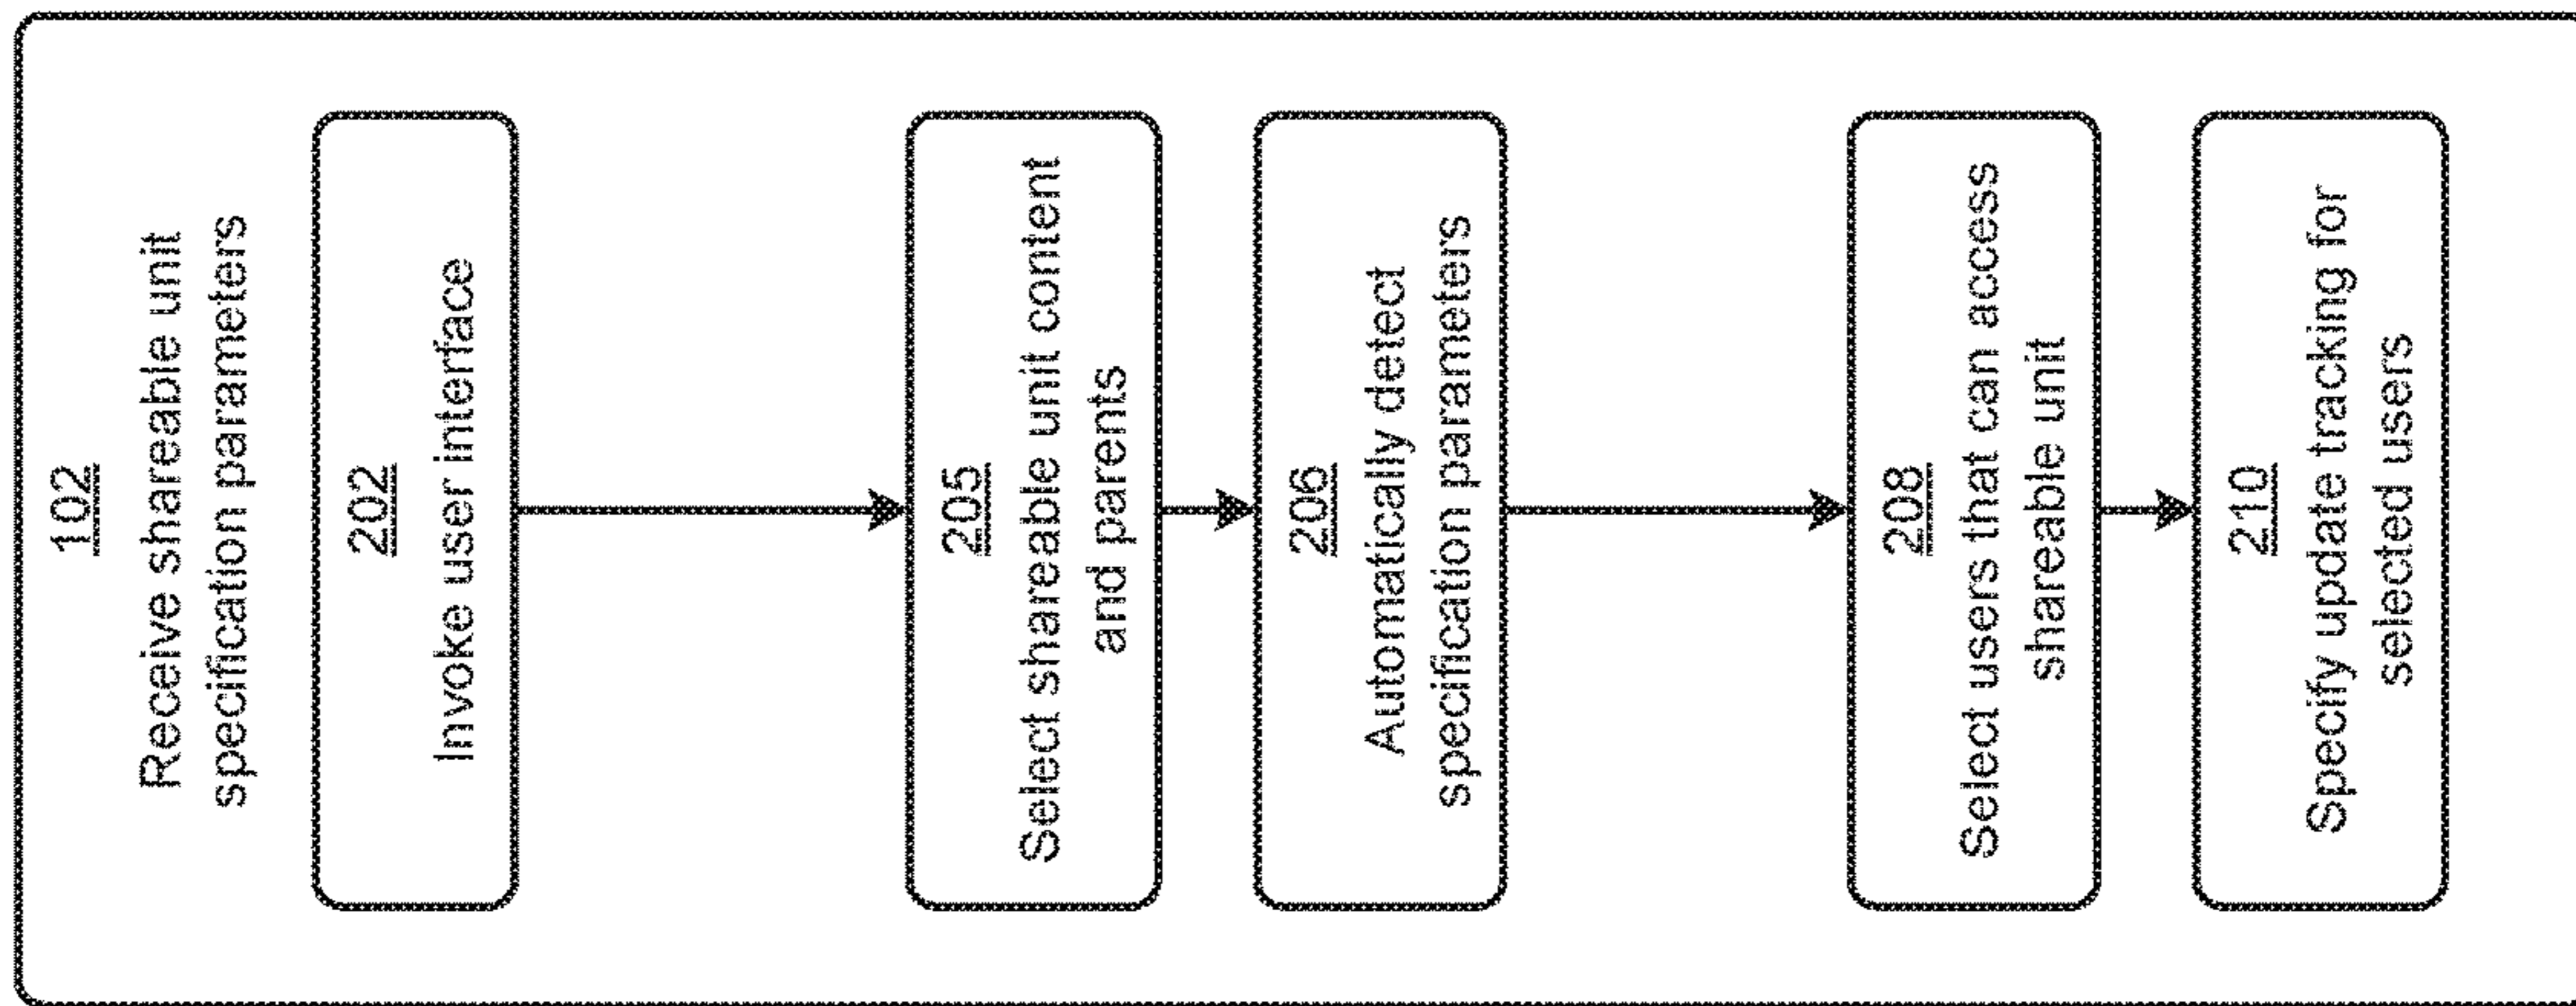 102
Receive shareable unit
specification parameters
202
Invoke user interface
205
Select shareable unit content
and parents
206
Automatically detect
specification parameters
208
Select users that can access
shareable unit
210
Specify update tracking for
selected users